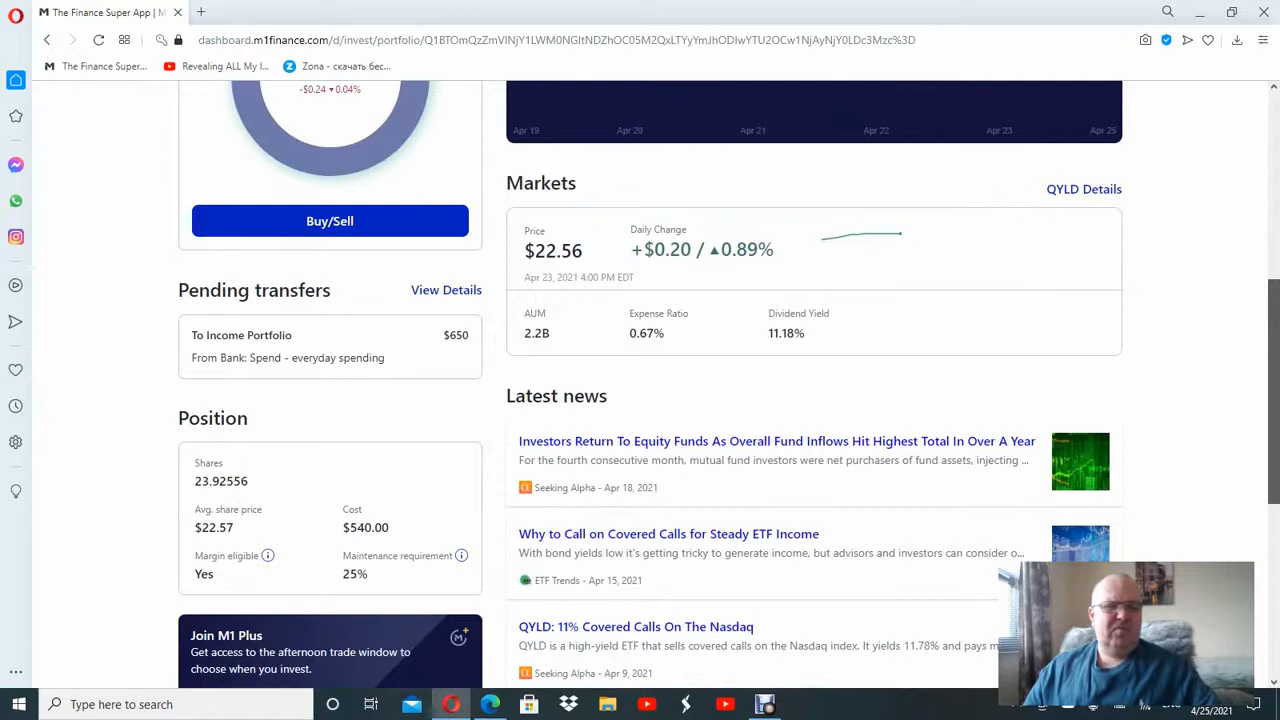 The Finance Super App | M
dashboard.m1finance.com/d/invest/portfolio/Q1BTOmQzZmVlNjY1LWM0NGItNDZhOC05M2QxLTYyYmJhODIwYTU2OCw1NjAyNjY0LDc3Mzc%3D
The Finance Super...
Revealing ALL My I...
Zona - скачать бес...
-$0.24 ▾ 0.04%
Apr 19 Apr 20 Apr 21 Apr 22 Apr 23 Apr 25
Buy/Sell
Markets
QYLD Details
Price
$22.56
Daily Change
+$0.20 / ▲0.89%
Apr 23, 2021 4:00 PM EDT
AUM
2.2B
Expense Ratio
0.67%
Dividend Yield
11.18%
Pending transfers
View Details
To Income Portfolio
$650
From Bank: Spend - everyday spending
Position
Shares
23.92556
Avg. share price
$22.57
Cost
$540.00
Margin eligible
Yes
Maintenance requirement
25%
Join M1 Plus
Get access to the afternoon trade window to
choose when you invest.
Latest news
Investors Return To Equity Funds As Overall Fund Inflows Hit Highest Total In Over A Year
For the fourth consecutive month, mutual fund investors were net purchasers of fund assets, injecting ...
Seeking Alpha - Apr 18, 2021
Why to Call on Covered Calls for Steady ETF Income
With bond yields low it's getting tricky to generate income, but advisors and investors can consider o...
ETF Trends - Apr 15, 2021
QYLD: 11% Covered Calls On The Nasdaq
QYLD is a high-yield ETF that sells covered calls on the Nasdaq index. It yields 11.78% and pays
Seeking Alpha - Apr 9, 2021
Type here to search
4/25/2021